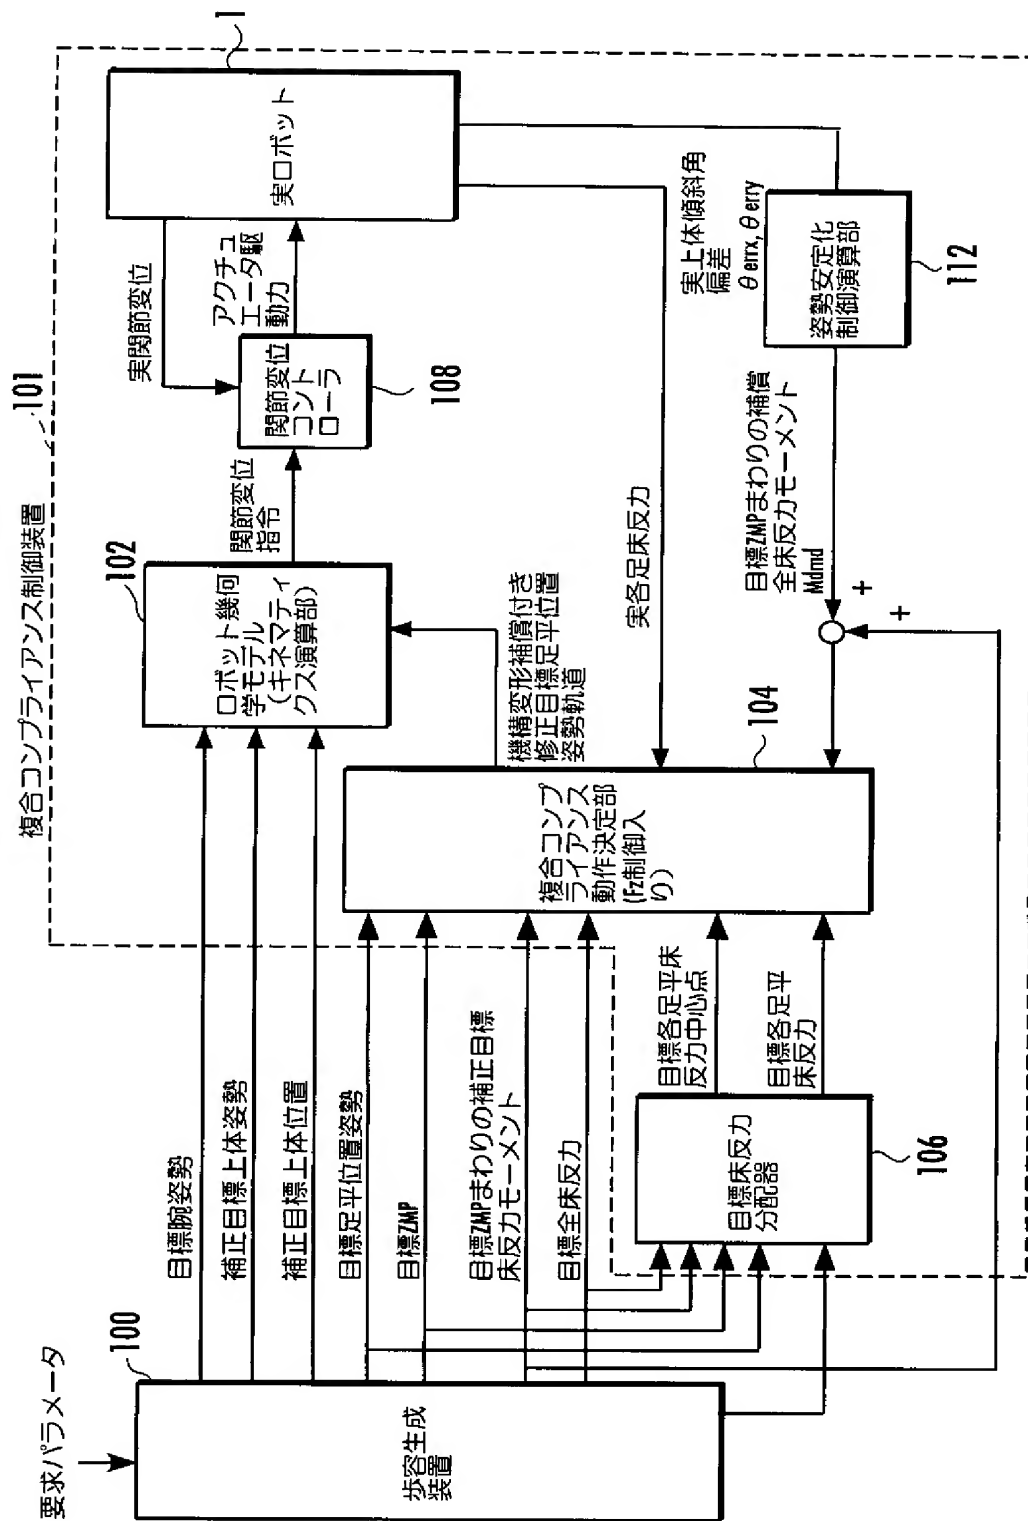 要求パラメータ
100
歩容生成
装置
目標腕姿勢
補正目標上体姿勢
補正目標上体位置
目標足平位置姿勢
目標ZMP
目標ZMPまわりの補正目標
床反力モーメント
目標全床反力
複合コンプライアンス制御装置
101
目標床反力
分配器
106
目標各足平床
反力中心点
目標各足平
床反力
複合コンプ
ライアンス
動作決定部
(Fz制御入
り)
104
機構変形補償付き
修正目標足平位置
姿勢軌道
102
ロボット幾何
学モデル
(キネマティ
クス演算部)
関節変位
指令
関節変位
コント
ローラ
108
実関節変位
アクチュ
エータ駆
動力
実ロボット
1
実各足床反力
実上体傾斜角
偏差
θerrx, θerry
姿勢安定化
制御演算部
112
目標ZMPまわりの補償
全床反力モーメント
Mdmd
+
+